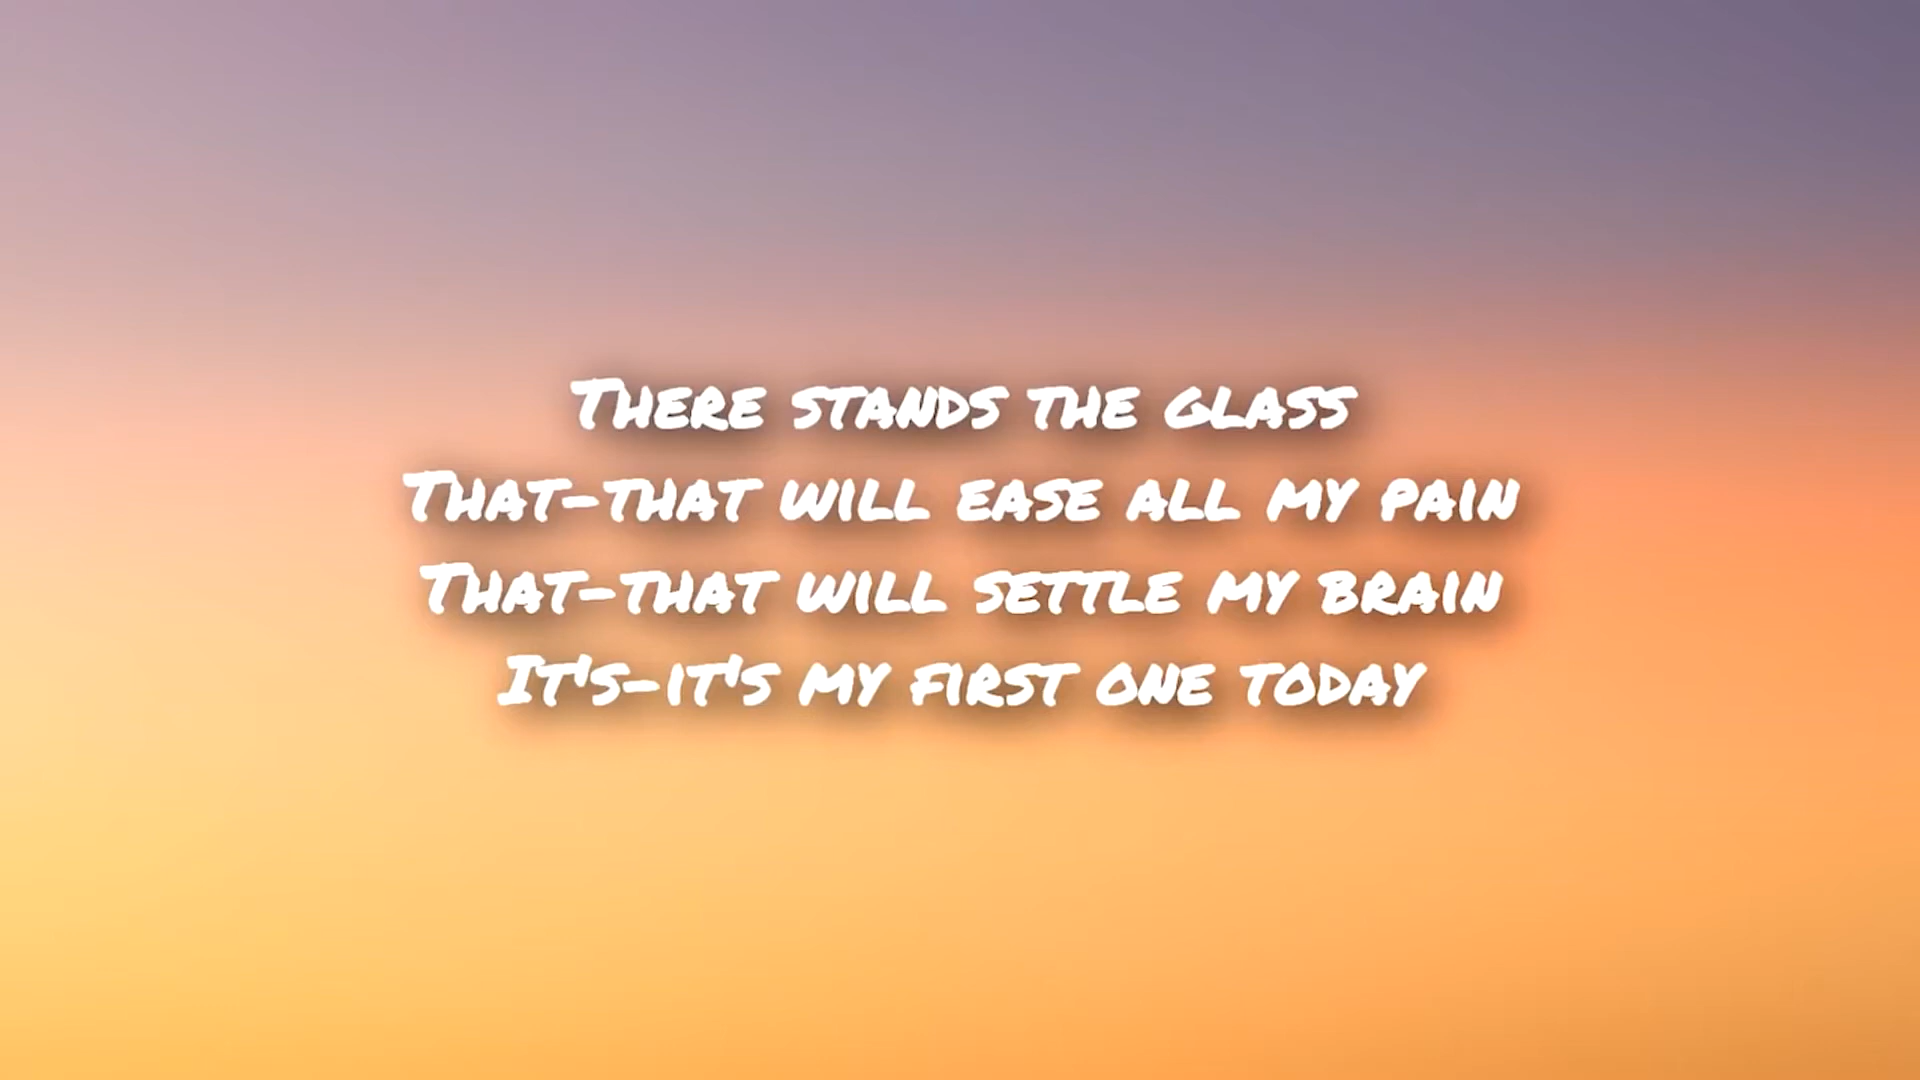 There stands the glass
That-that will ease all my pain
That-that will settle my brain
It's-it's my first one today